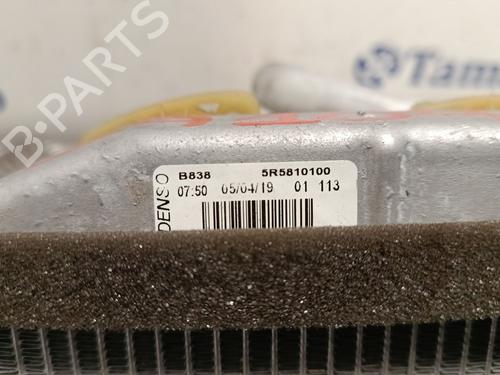 Tam
B838 5R5810100
07:50 05/04/19 01 113
DENSO
B-PARTS